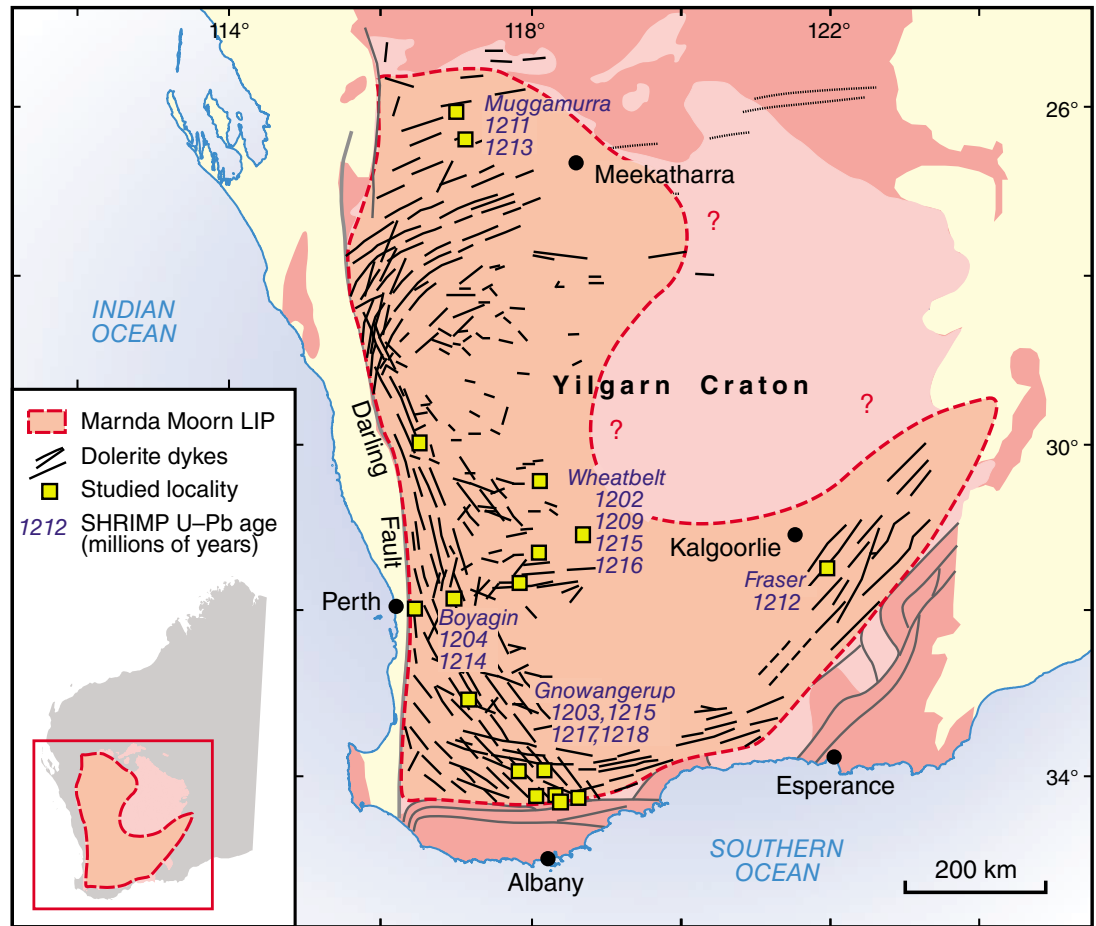 114°
118°
122°
26°
30°
34°
Muggamurra
1211
1213
Meekatharra
?
INDIAN
OCEAN
Yilgarn Craton
?
?
Darling
Fault
Wheatbelt
1202
1209
1215
1216
Kalgoorlie
Fraser
1212
Perth
Boyagin
1204
1214
Gnowangerup
1203,1215
1217,1218
Esperance
Albany
SOUTHERN
OCEAN
200 km
Marnda Moorn LIP
Dolerite dykes
Studied locality
1212 SHRIMP U–Pb age
(millions of years)